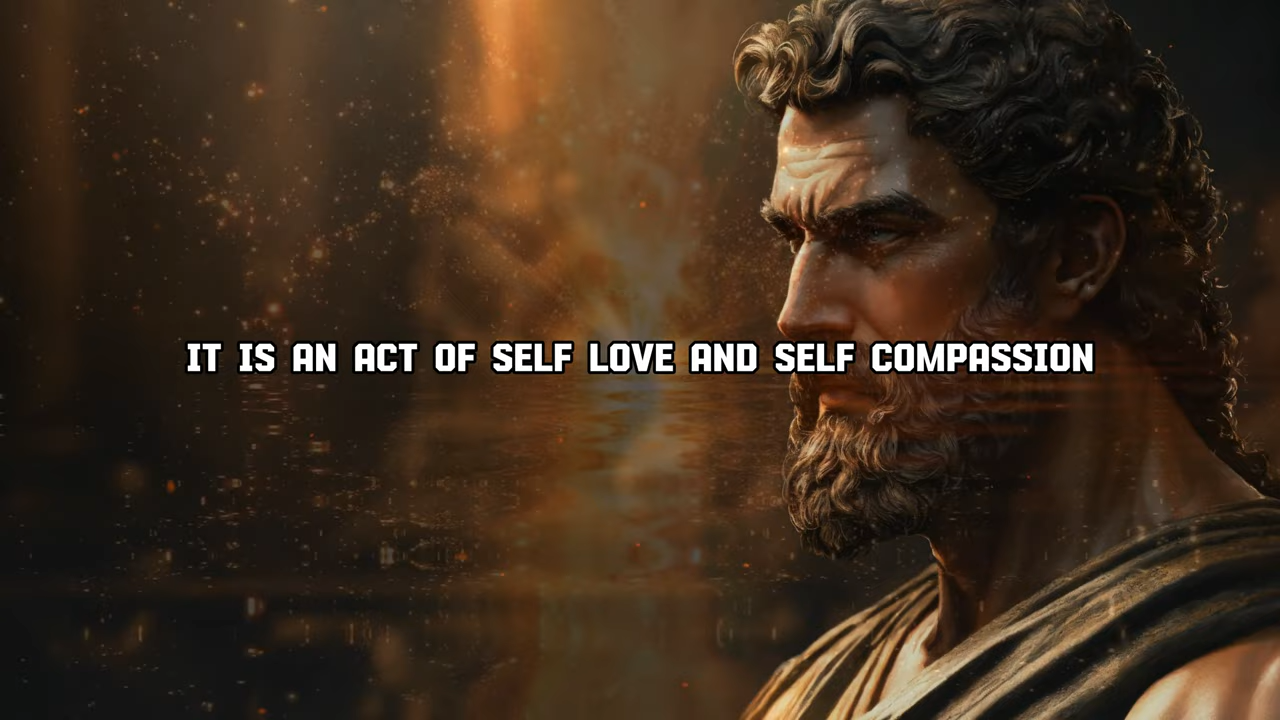 IT IS AN ACT OF SELF LOVE AND SELF COMPASSION